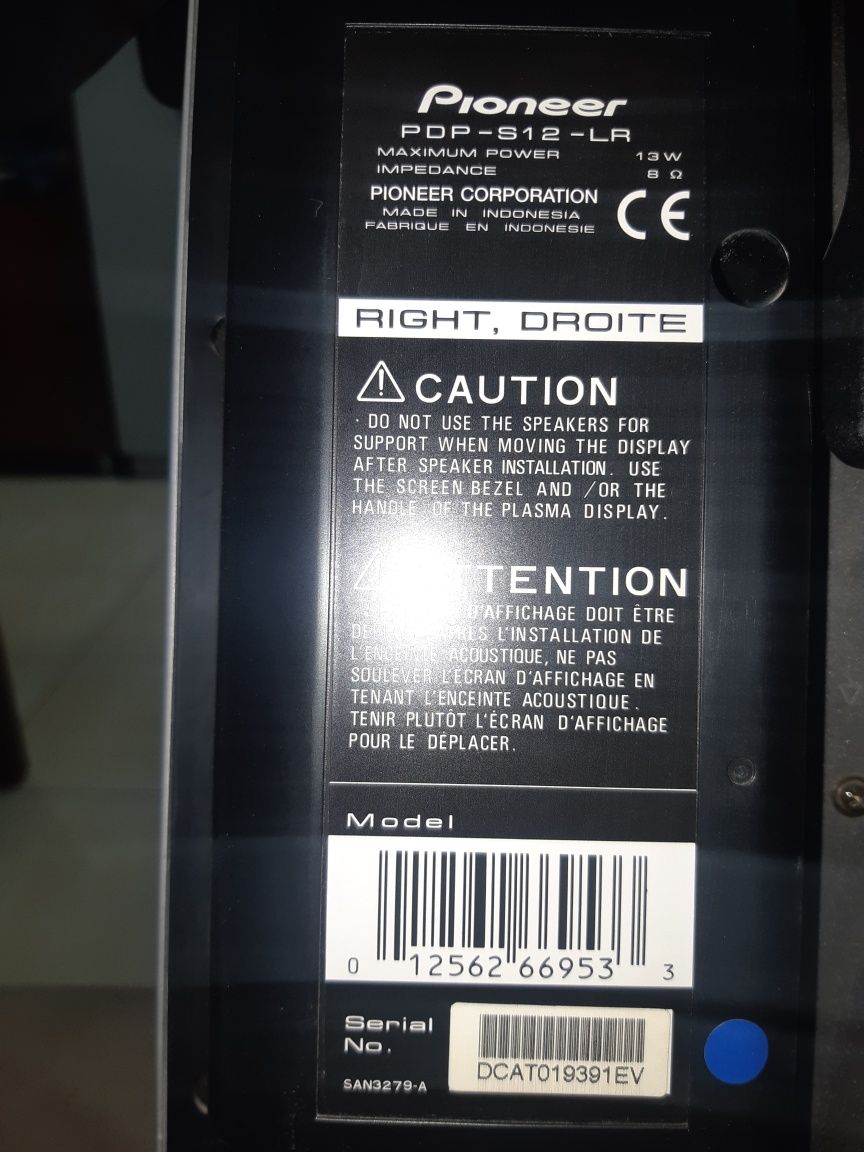 Pioneer
PDP-S12-LR
MAXIMUM POWER 13W
IMPEDANCE 8 Ω
PIONEER CORPORATION
MADE IN INDONESIA
FABRIQUE EN INDONESIE
CE
RIGHT, DROITE
CAUTION
· DO NOT USE THE SPEAKERS FOR
SUPPORT WHEN MOVING THE DISPLAY
AFTER SPEAKER INSTALLATION. USE
THE SCREEN BEZEL AND /OR THE
HANDLE OF THE PLASMA DISPLAY.
ATTENTION
D'AFFICHAGE DOIT ÊTRE
L'INSTALLATION DE
L'ENCEINTE ACOUSTIQUE, NE PAS
SOULEVER L'ÉCRAN D'AFFICHAGE EN
TENANT L'ENCEINTE ACOUSTIQUE.
TENIR PLUTÔT L'ÉCRAN D'AFFICHAGE
POUR LE DÉPLACER.
Model
0 12562 66953 3
Serial
No.
DCAT019391EV
SAN3279-A